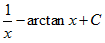 1/x − arctan x + C